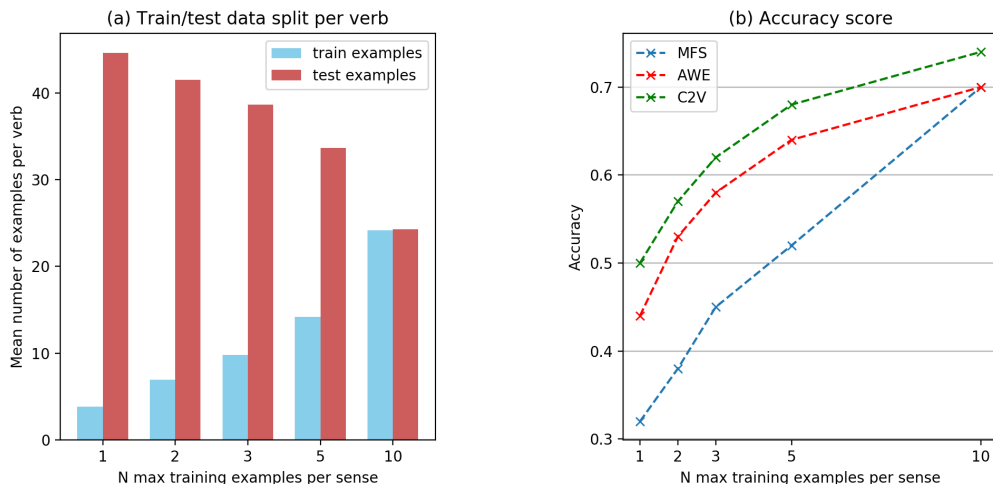 (a) Train/test data split per verb
train examples
test examples
Mean number of examples per verb
40
30
20
10
0
1 2 3 5 10
N max training examples per sense
(b) Accuracy score
MFS
AWE
C2V
Accuracy
0.7
0.6
0.5
0.4
0.3
1 2 3 5 10
N max training examples per sense